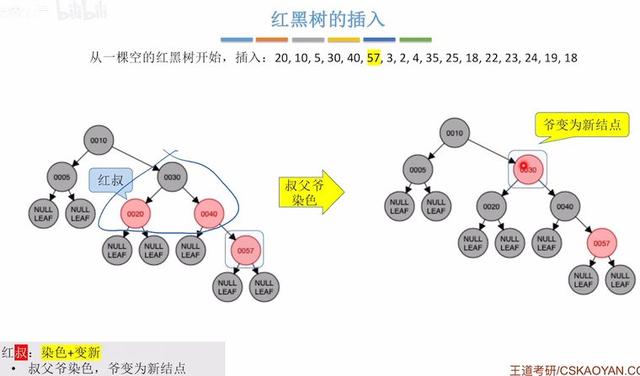 bilibili
红黑树的插入
从一棵空的红黑树开始，插入：20, 10, 5, 30, 40, 57, 3, 2, 4, 35, 25, 18, 22, 23, 24, 19, 18
爷变为新结点
0010
0005
0030
红叔
0020
0040
NULL LEAF
NULL LEAF
NULL LEAF
NULL LEAF
NULL LEAF
0057
NULL LEAF
NULL LEAF
叔父爷
染色
0010
0005
0030
NULL LEAF
NULL LEAF
0020
0040
NULL LEAF
NULL LEAF
NULL LEAF
0057
NULL LEAF
NULL LEAF
红叔：染色+变新
• 叔父爷染色，爷变为新结点
王道考研/CSKAOYAN.COM